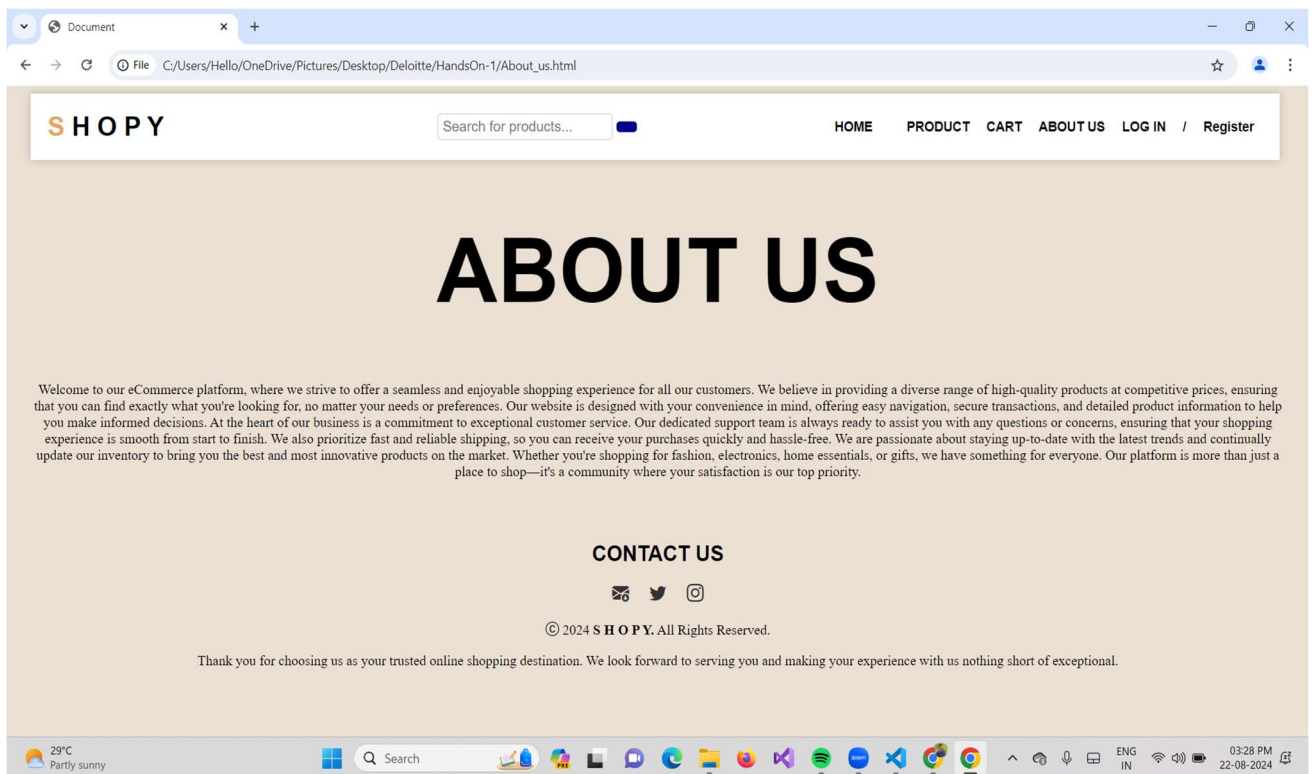 Document
File C:/Users/Hello/OneDrive/Pictures/Desktop/Deloitte/HandsOn-1/About_us.html
S H O P Y
Search for products...
HOME PRODUCT CART ABOUT US LOG IN / Register
ABOUT US
Welcome to our eCommerce platform, where we strive to offer a seamless and enjoyable shopping experience for all our customers. We believe in providing a diverse range of high-quality products at competitive prices, ensuring
that you can find exactly what you're looking for, no matter your needs or preferences. Our website is designed with your convenience in mind, offering easy navigation, secure transactions, and detailed product information to help
you make informed decisions. At the heart of our business is a commitment to exceptional customer service. Our dedicated support team is always ready to assist you with any questions or concerns, ensuring that your shopping
experience is smooth from start to finish. We also prioritize fast and reliable shipping, so you can receive your purchases quickly and hassle-free. We are passionate about staying up-to-date with the latest trends and continually
update our inventory to bring you the best and most innovative products on the market. Whether you're shopping for fashion, electronics, home essentials, or gifts, we have something for everyone. Our platform is more than just a
place to shop—it's a community where your satisfaction is our top priority.
CONTACT US
© 2024 S H O P Y. All Rights Reserved.
Thank you for choosing us as your trusted online shopping destination. We look forward to serving you and making your experience with us nothing short of exceptional.
29°C
Partly sunny
Search
PRE
zoom
ENG
IN
03:28 PM
22-08-2024